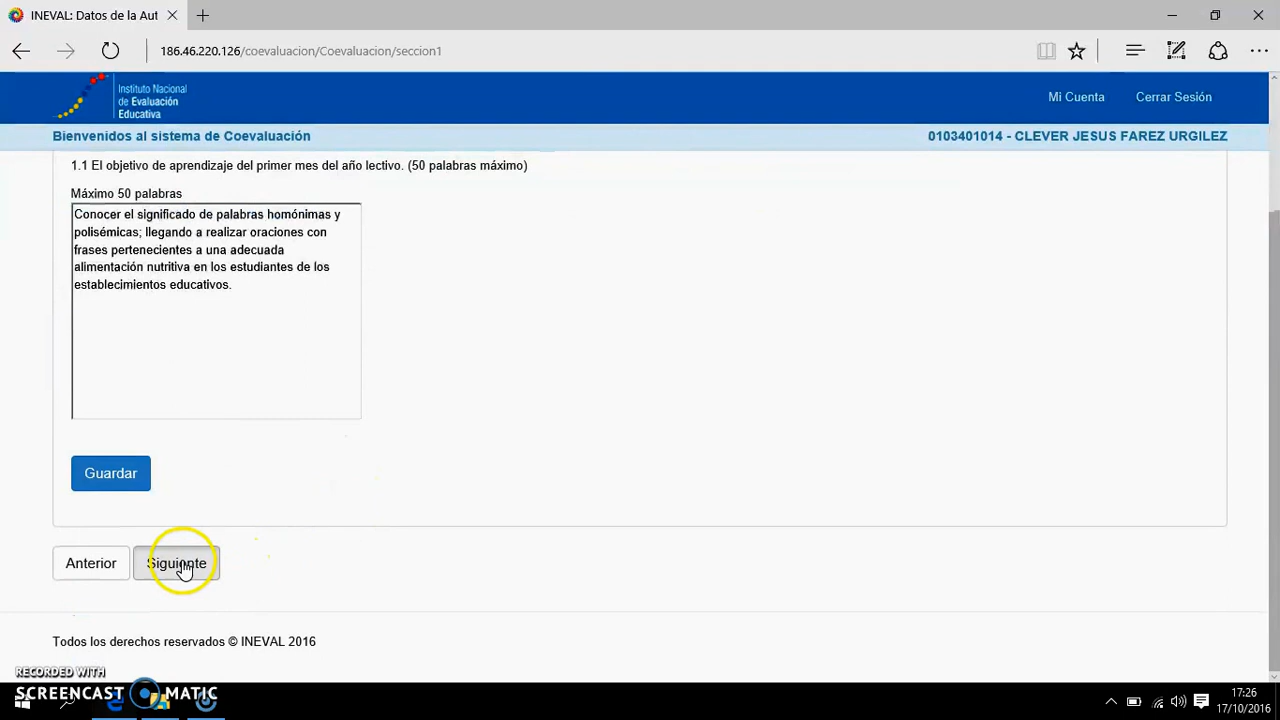 INEVAL: Datos de la Aut
186.46.220.126/coevaluacion/Coevaluacion/seccion1
Instituto Nacional
de Evaluación
Educativa
Mi Cuenta
Cerrar Sesión
Bienvenidos al sistema de Coevaluación
0103401014 - CLEVER JESUS FAREZ URGILEZ
1.1 El objetivo de aprendizaje del primer mes del año lectivo. (50 palabras máximo)
Máximo 50 palabras
Conocer el significado de palabras homónimas y
polisémicas; llegando a realizar oraciones con
frases pertenecientes a una adecuada
alimentación nutritiva en los estudiantes de los
establecimientos educativos.
Guardar
Anterior
Siguiente
Todos los derechos reservados © INEVAL 2016
RECORDED WITH
SCREENCAST MATIC
17:26
17/10/2016